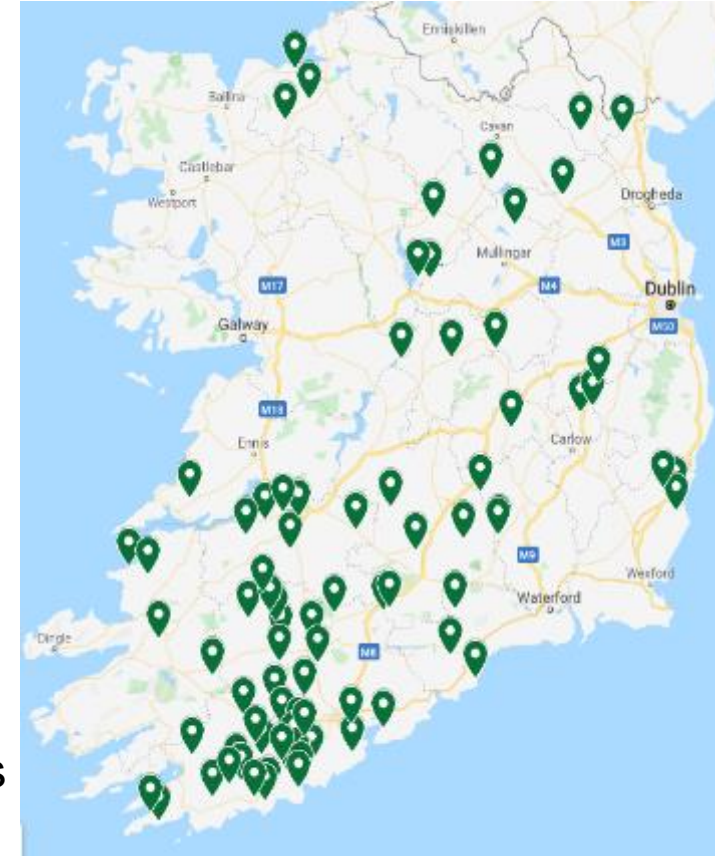 Enniskillen
Ballina
Cavan
Castlebar
Westport
Drogheda
M3
Mullingar
M17
M4
Dublin
M50
Galway
M18
Ennis
Carlow
M9
Wexford
Waterford
Dingle
M8
s